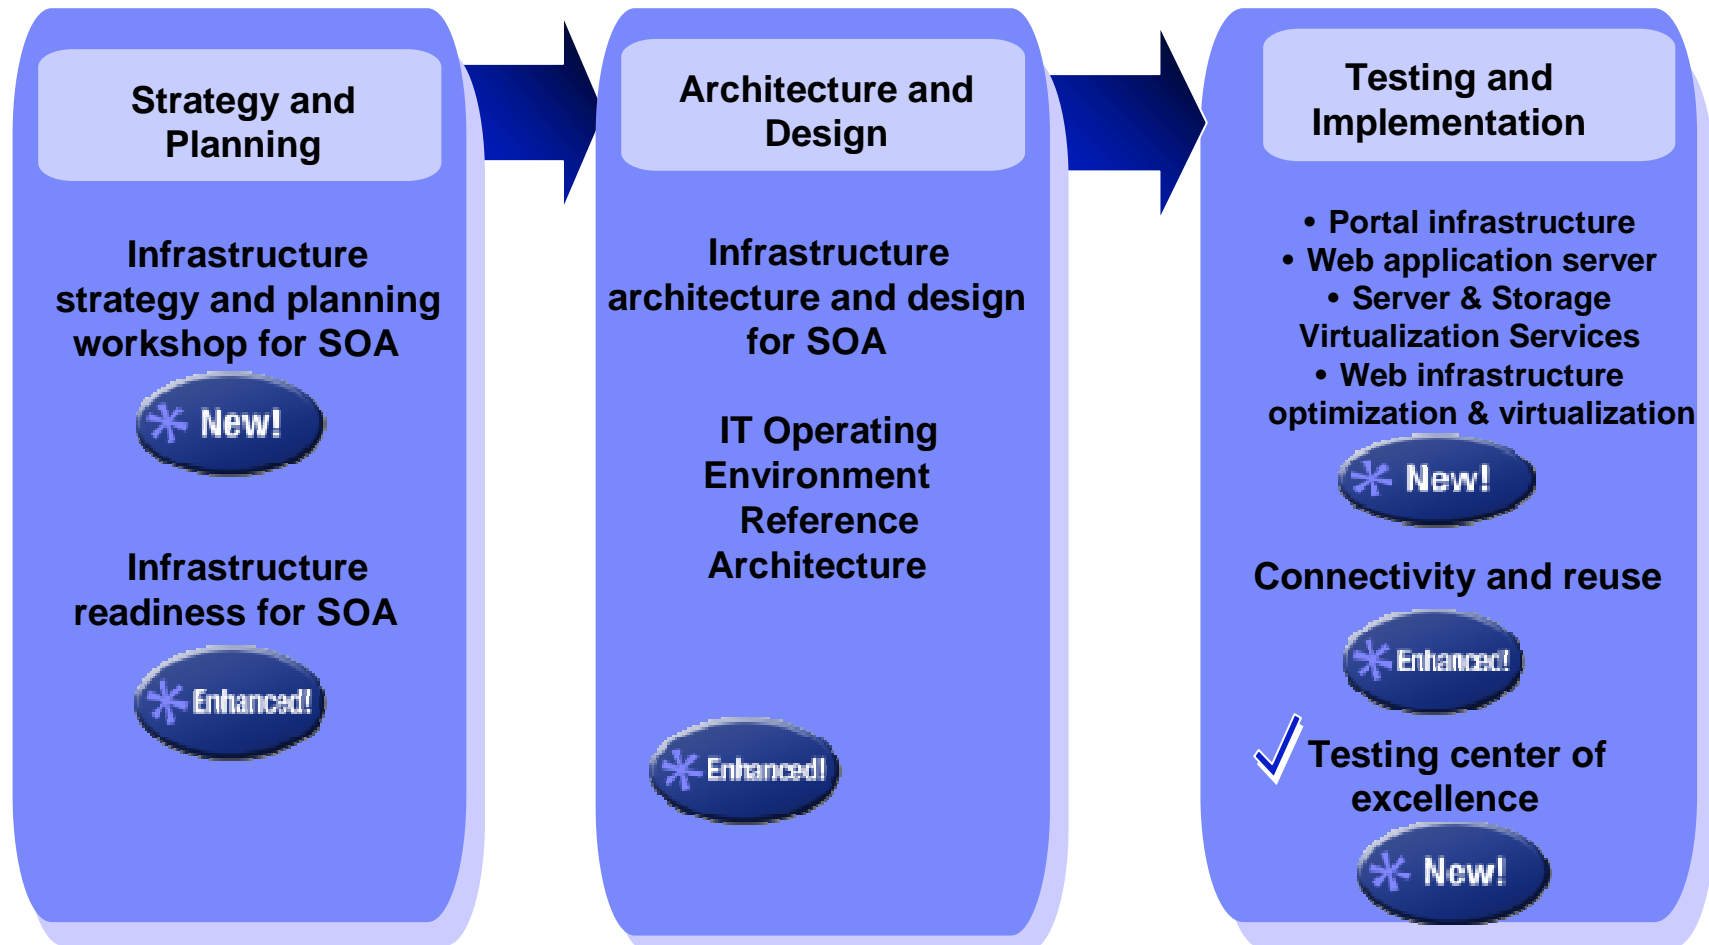 Strategy and
Planning
Infrastructure
strategy and planning
workshop for SOA
New!
Infrastructure
readiness for SOA
Enhanced!
Architecture and
Design
Infrastructure
architecture and design
for SOA
IT Operating
Environment
Reference
Architecture
Enhanced!
Testing and
Implementation
• Portal infrastructure
• Web application server
• Server & Storage
Virtualization Services
• Web infrastructure
optimization & virtualization
New!
Connectivity and reuse
Enhanced!
Testing center of
excellence
New!